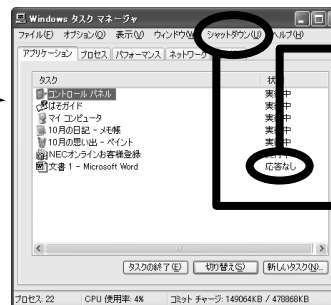 Windows タスク マネージャ
ファイル(F) オプション(O) 表示(V) ウィンドウ(W) シャットダウン(U) ヘルプ(H)
アプリケーション プロセス パフォーマンス ネットワーク
タスク 状
コントロール パネル 実行中
ぱそガイド 実行中
マイ コンピュータ 実行中
10月の日記 - メモ帳 実行中
10月の思い出 - ペイント 実行中
NECオンラインお客様登録 実行中
文書 1 - Microsoft Word 応答なし
タスクの終了(E) 切り替え(S) 新しいタスク(N)...
プロセス: 22 CPU 使用率: 4% コミット チャージ: 149064KB / 478868KB